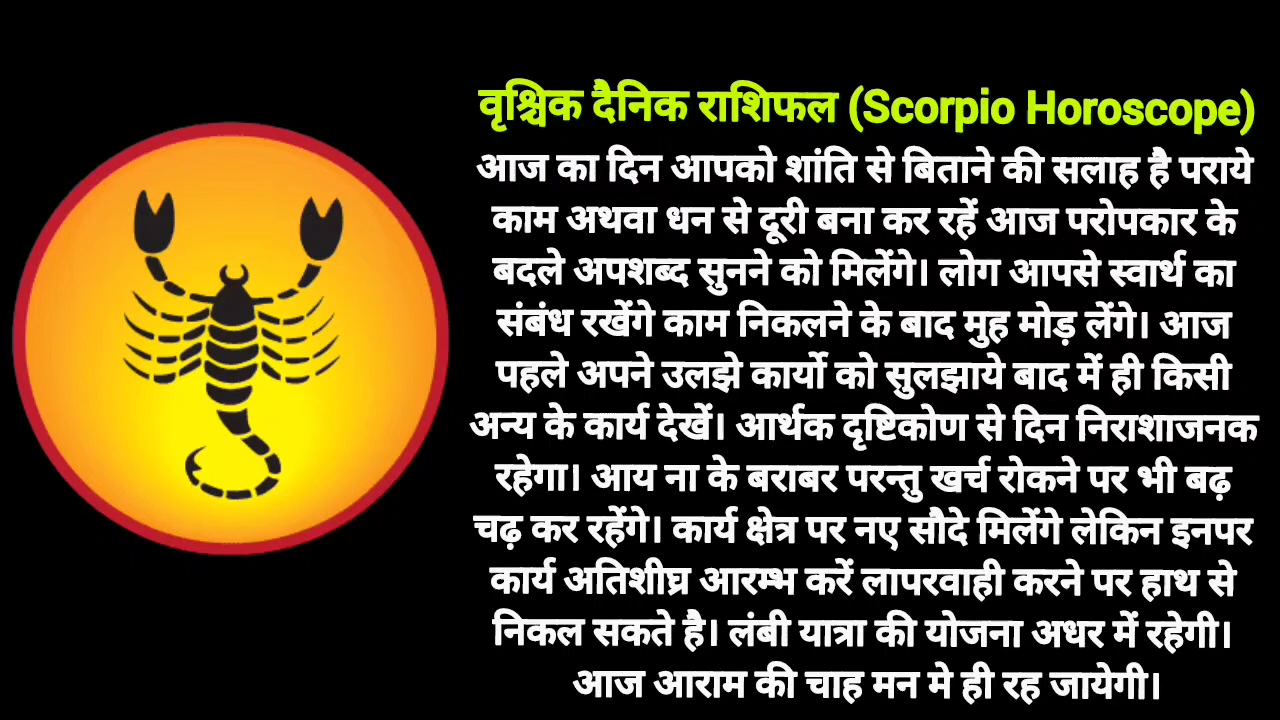 वृश्चिक दैनिक राशिफल (Scorpio Horoscope)
आज का दिन आपको शांति से बिताने की सलाह है पराये
काम अथवा धन से दूरी बना कर रहें आज परोपकार के
बदले अपशब्द सुनने को मिलेंगे। लोग आपसे स्वार्थ का
संबंध रखेंगे काम निकलने के बाद मुह मोड़ लेंगे। आज
पहले अपने उलझे कार्यो को सुलझाये बाद में ही किसी
अन्य के कार्य देखें। आर्थक दृष्टिकोण से दिन निराशाजनक
रहेगा। आय ना के बराबर परन्तु खर्च रोकने पर भी बढ़
चढ़ कर रहेंगे। कार्य क्षेत्र पर नए सौदे मिलेंगे लेकिन इनपर
कार्य अतिशीघ्र आरम्भ करें लापरवाही करने पर हाथ से
निकल सकते है। लंबी यात्रा की योजना अधर में रहेगी।
आज आराम की चाह मन मे ही रह जायेगी।